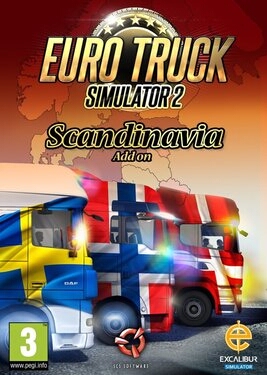 EURO TRUCK
SIMULATOR 2
Scandinavia
Add on
DAF
3
www.pegi.info
SCS SOFTWARE
EXCALIBUR
SIMULATOR